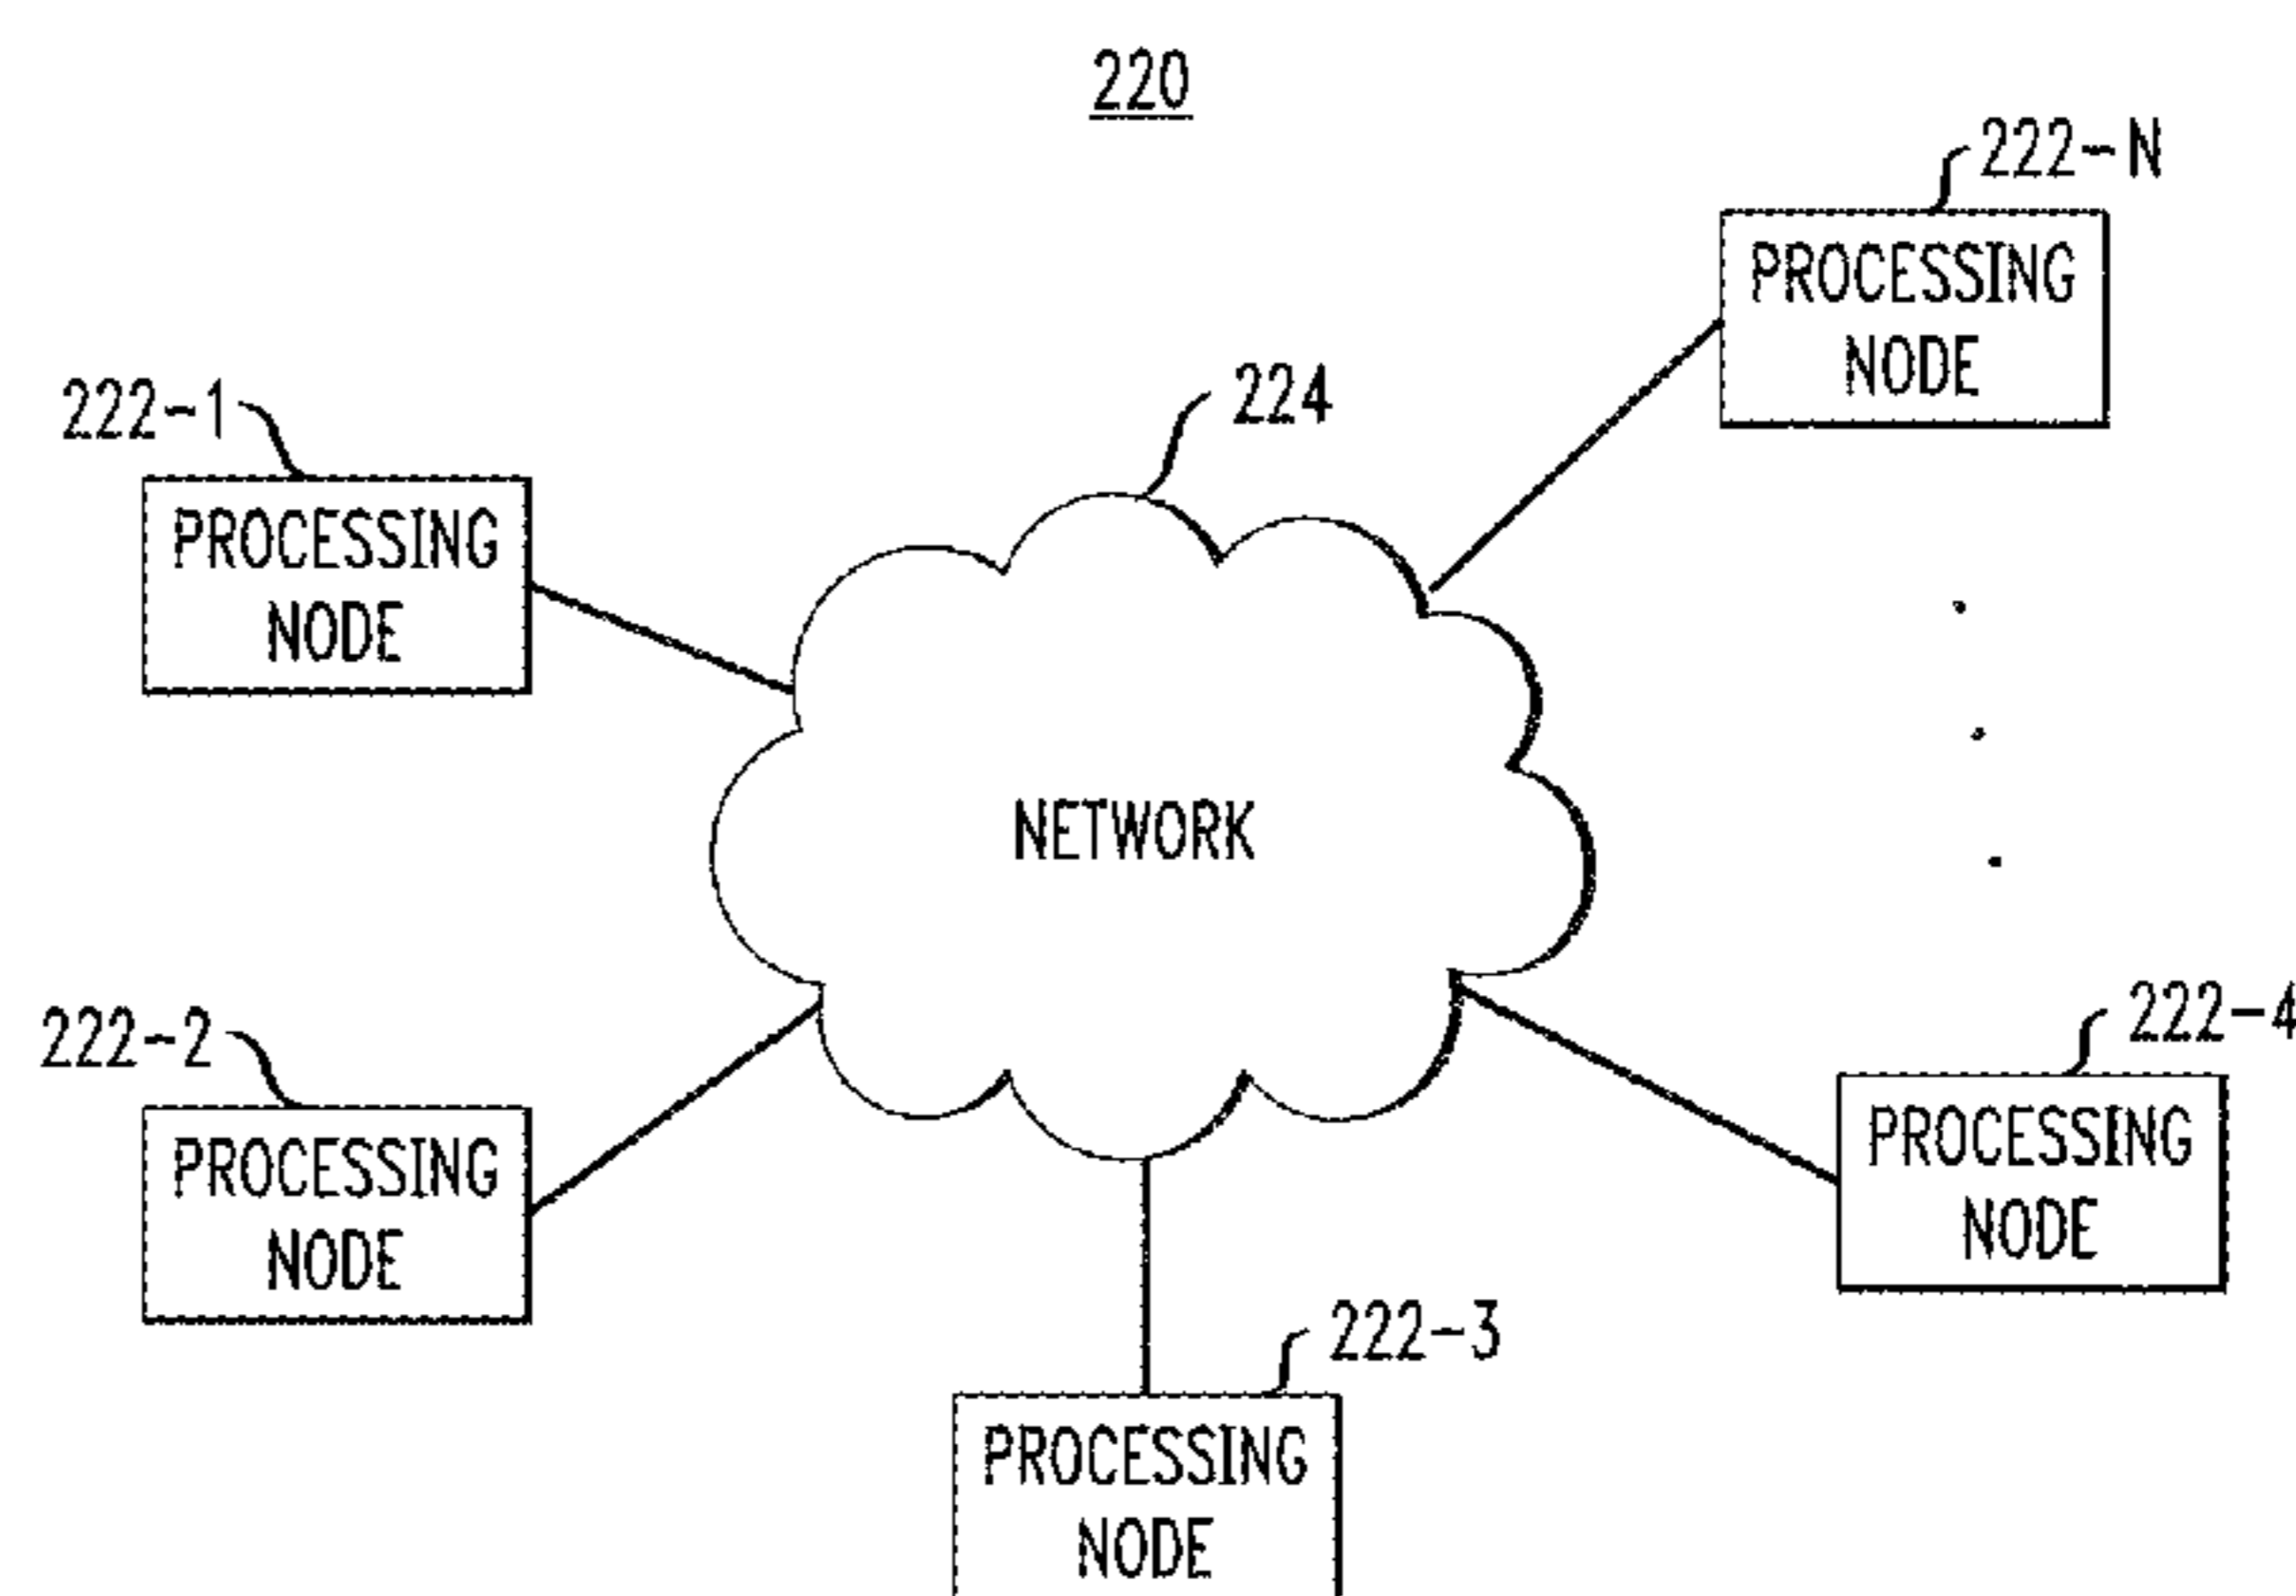 220
222-N
PROCESSING
NODE
224
222-1
PROCESSING
NODE
NETWORK
222-2
PROCESSING
NODE
222-4
PROCESSING
NODE
222-3
PROCESSING
NODE